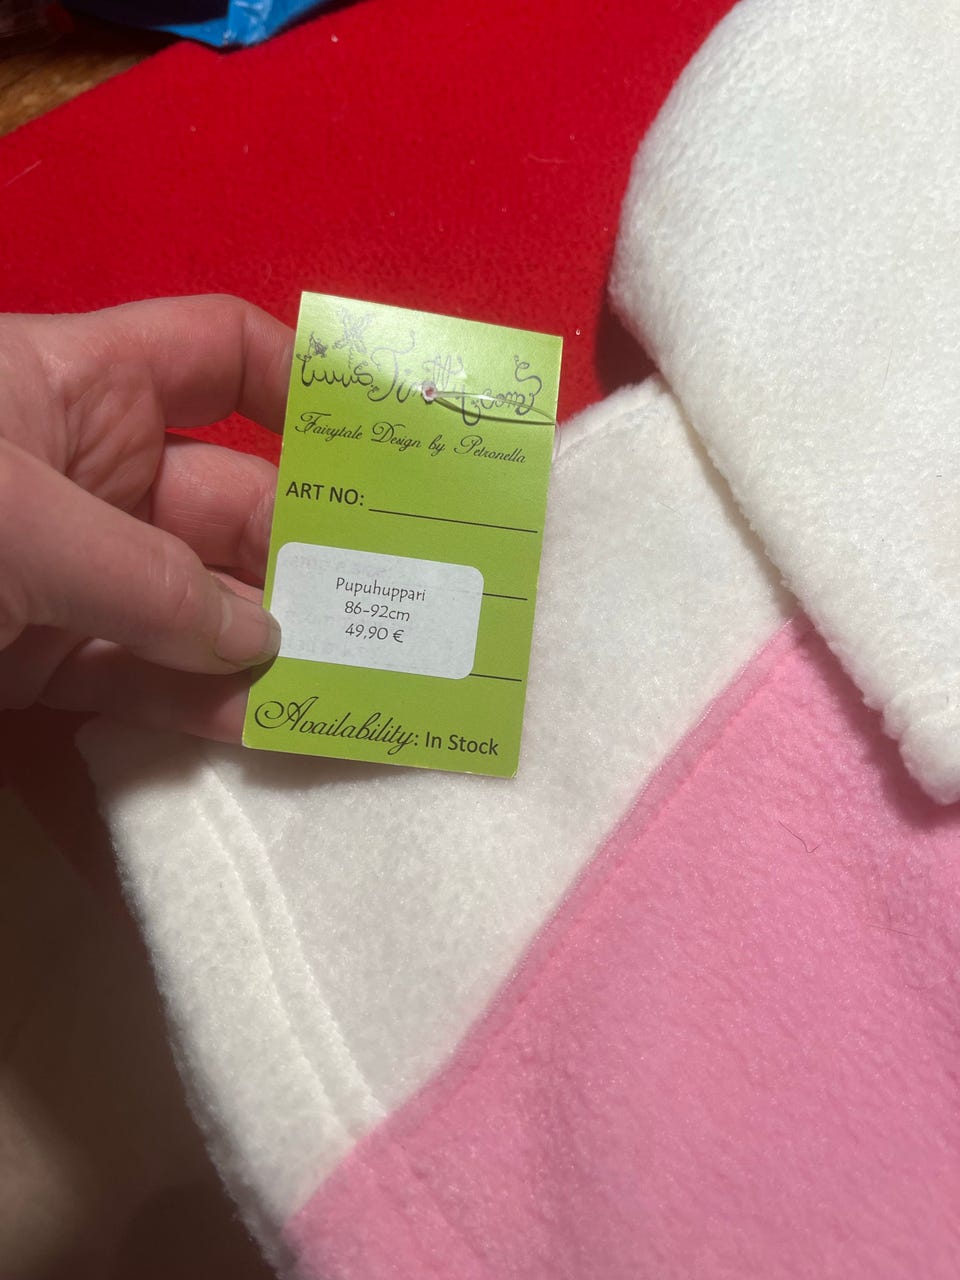 Fairytale Design by Petronella
ART NO:
Pupuhuppari
86-92cm
49,90 €
Availability: In Stock